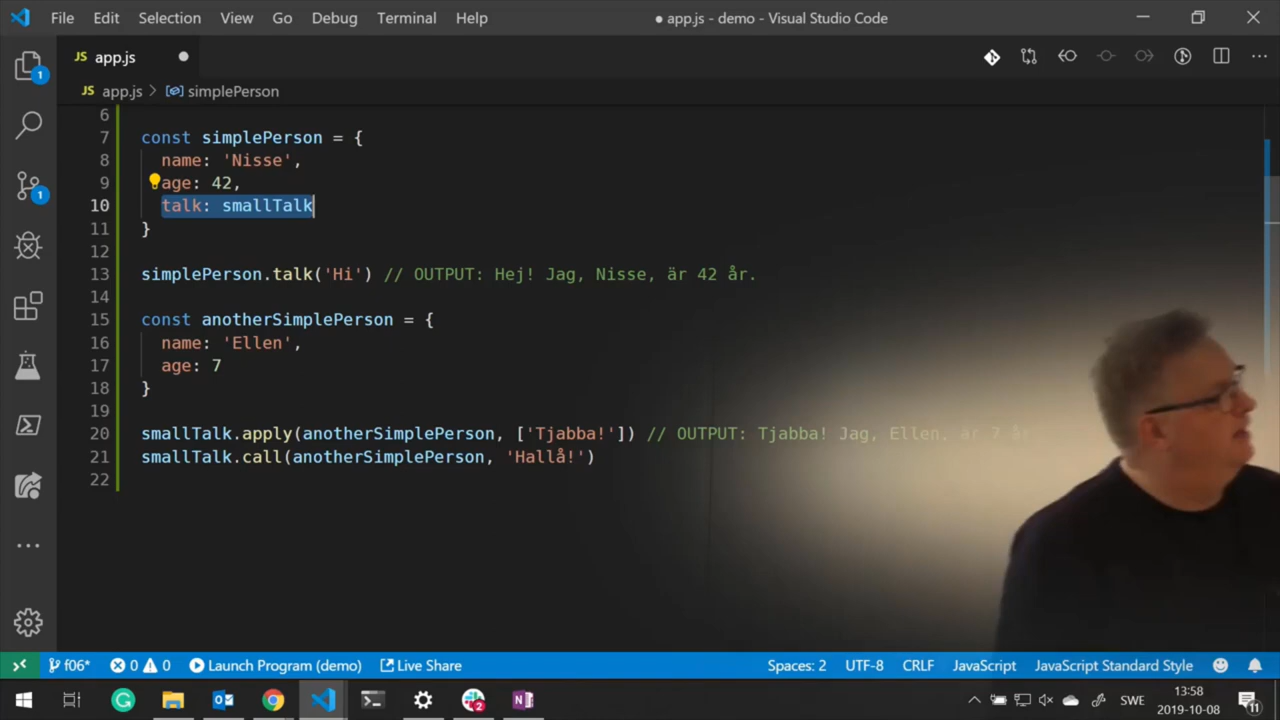 File Edit Selection View Go Debug Terminal Help ● app.js - demo - Visual Studio Code
JS app.js ●
JS app.js > simplePerson
1
1
6
7 const simplePerson = {
8 name: 'Nisse',
9 age: 42,
10 talk: smallTalk
11 }
12
13 simplePerson.talk('Hi') // OUTPUT: Hej! Jag, Nisse, är 42 år.
14
15 const anotherSimplePerson = {
16 name: 'Ellen',
17 age: 7
18 }
19
20 smallTalk.apply(anotherSimplePerson, ['Tjabba!']) // OUTPUT: Tjabba! Jag, Ellen, är 7 år
21 smallTalk.call(anotherSimplePerson, 'Hallå!')
22
f06* 0 0 Launch Program (demo) Live Share Spaces: 2 UTF-8 CRLF JavaScript JavaScript Standard Style
2 SWE 13:58 11
2019-10-08